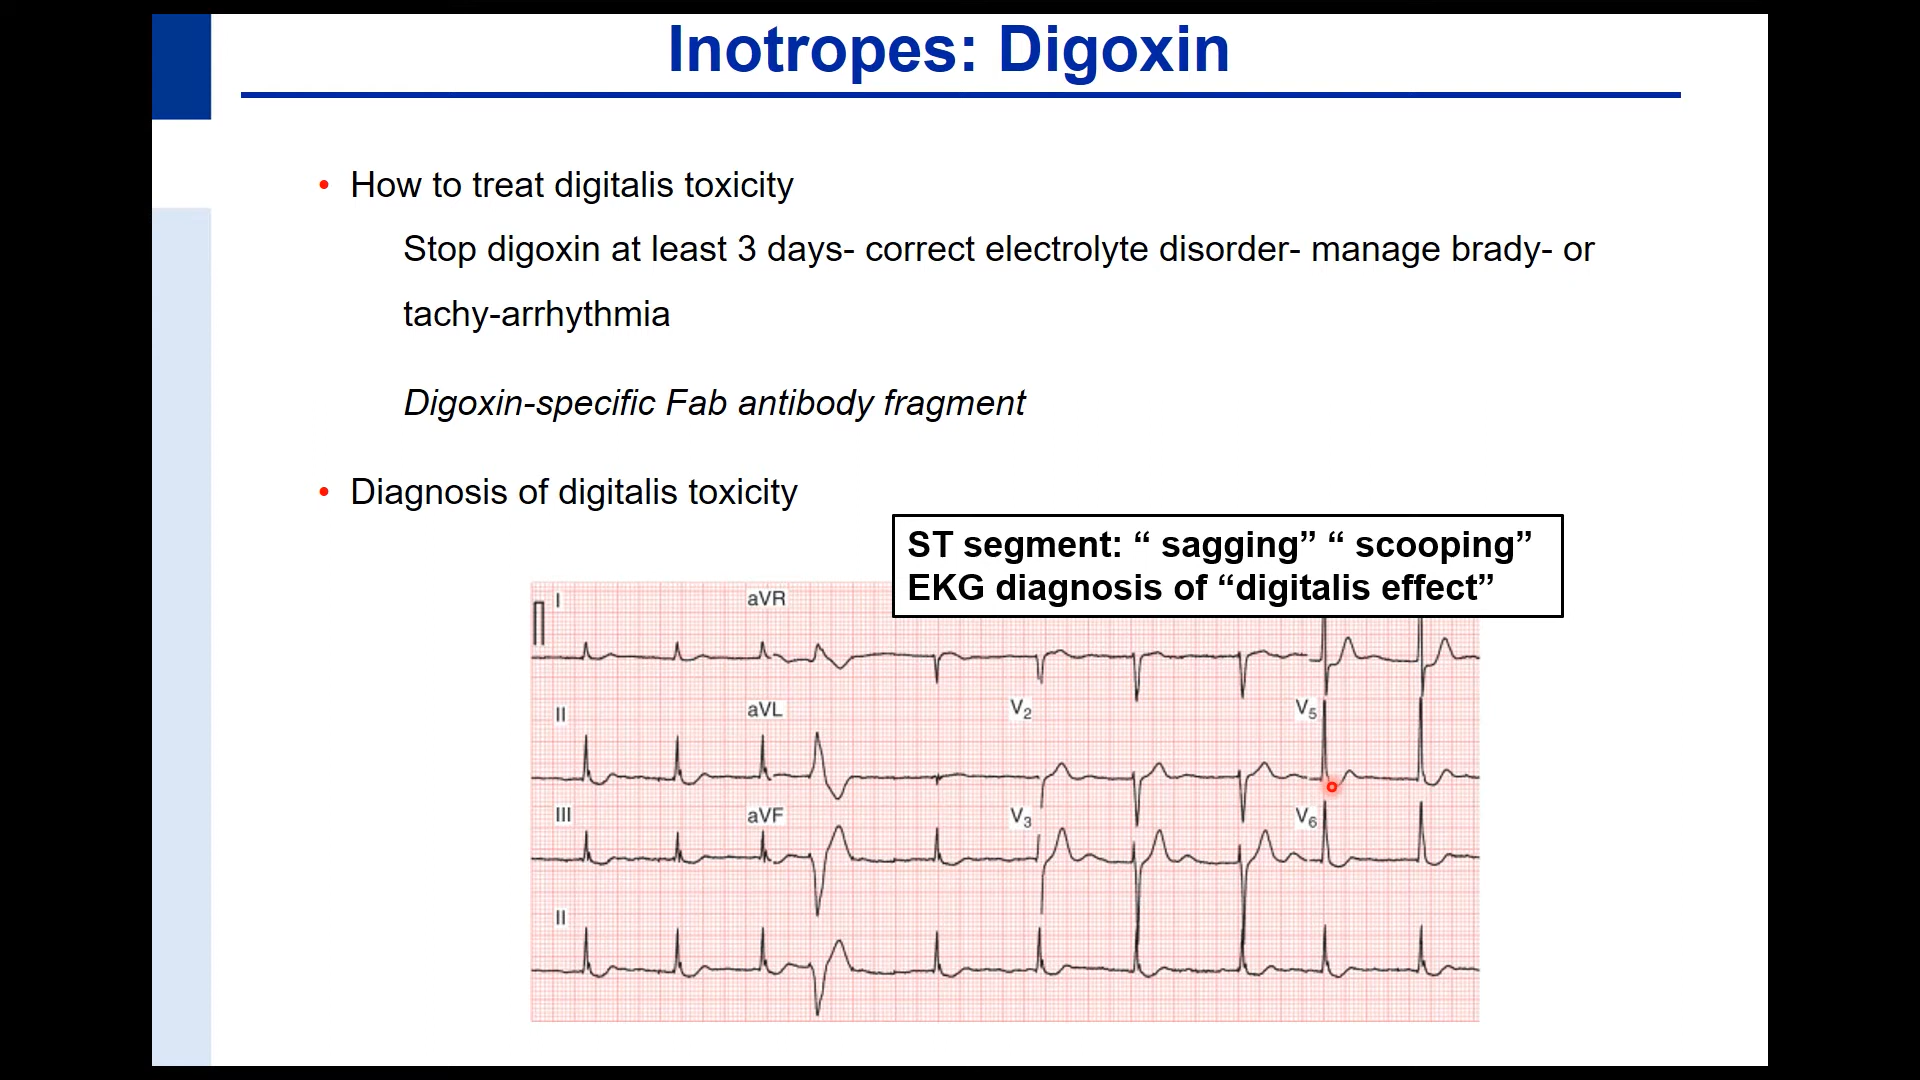 Inotropes: Digoxin
• How to treat digitalis toxicity
Stop digoxin at least 3 days- correct electrolyte disorder- manage brady- or
tachy-arrhythmia
Digoxin-specific Fab antibody fragment
• Diagnosis of digitalis toxicity
ST segment: “ sagging” “ scooping”
EKG diagnosis of “digitalis effect”
I aVR
II aVL V2 V5
III aVF V3 V6
II